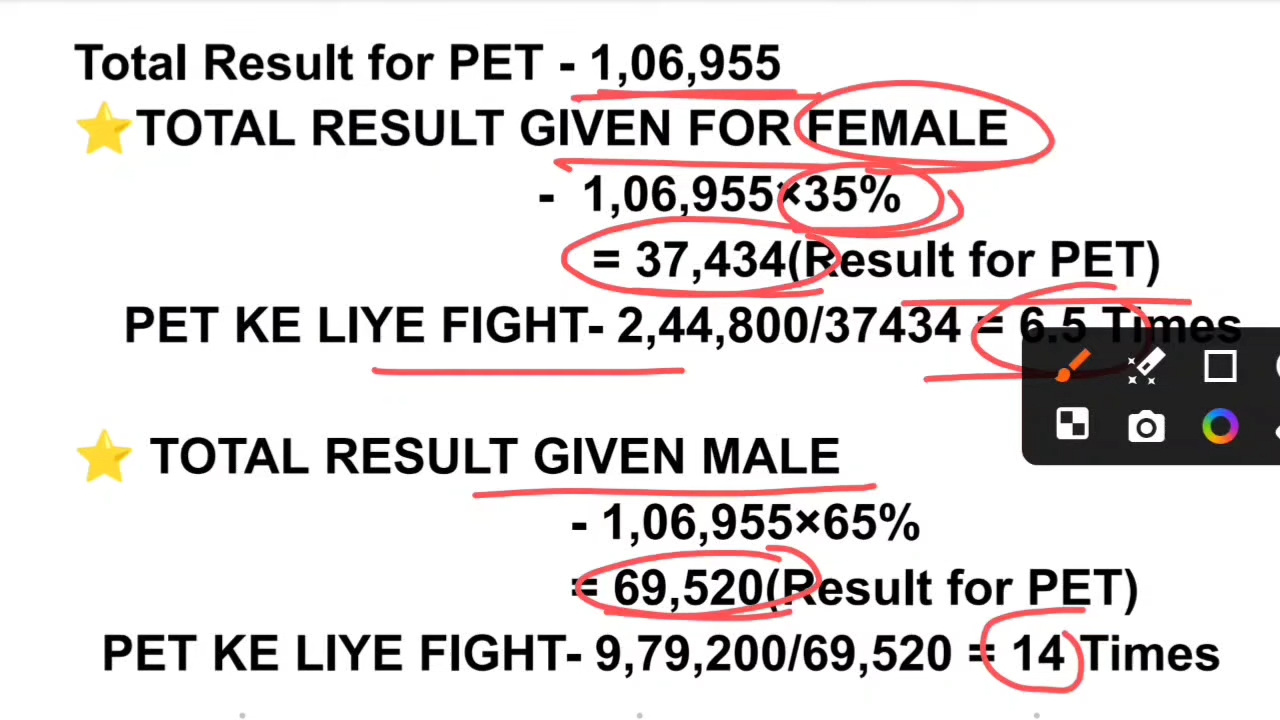 Total Result for PET - 1,06,955
⭐TOTAL RESULT GIVEN FOR FEMALE
- 1,06,955×35%
= 37,434(Result for PET)
PET KE LIYE FIGHT- 2,44,800/37434 = 6.5 Times
⭐ TOTAL RESULT GIVEN MALE
- 1,06,955×65%
= 69,520(Result for PET)
PET KE LIYE FIGHT- 9,79,200/69,520 = 14 Times